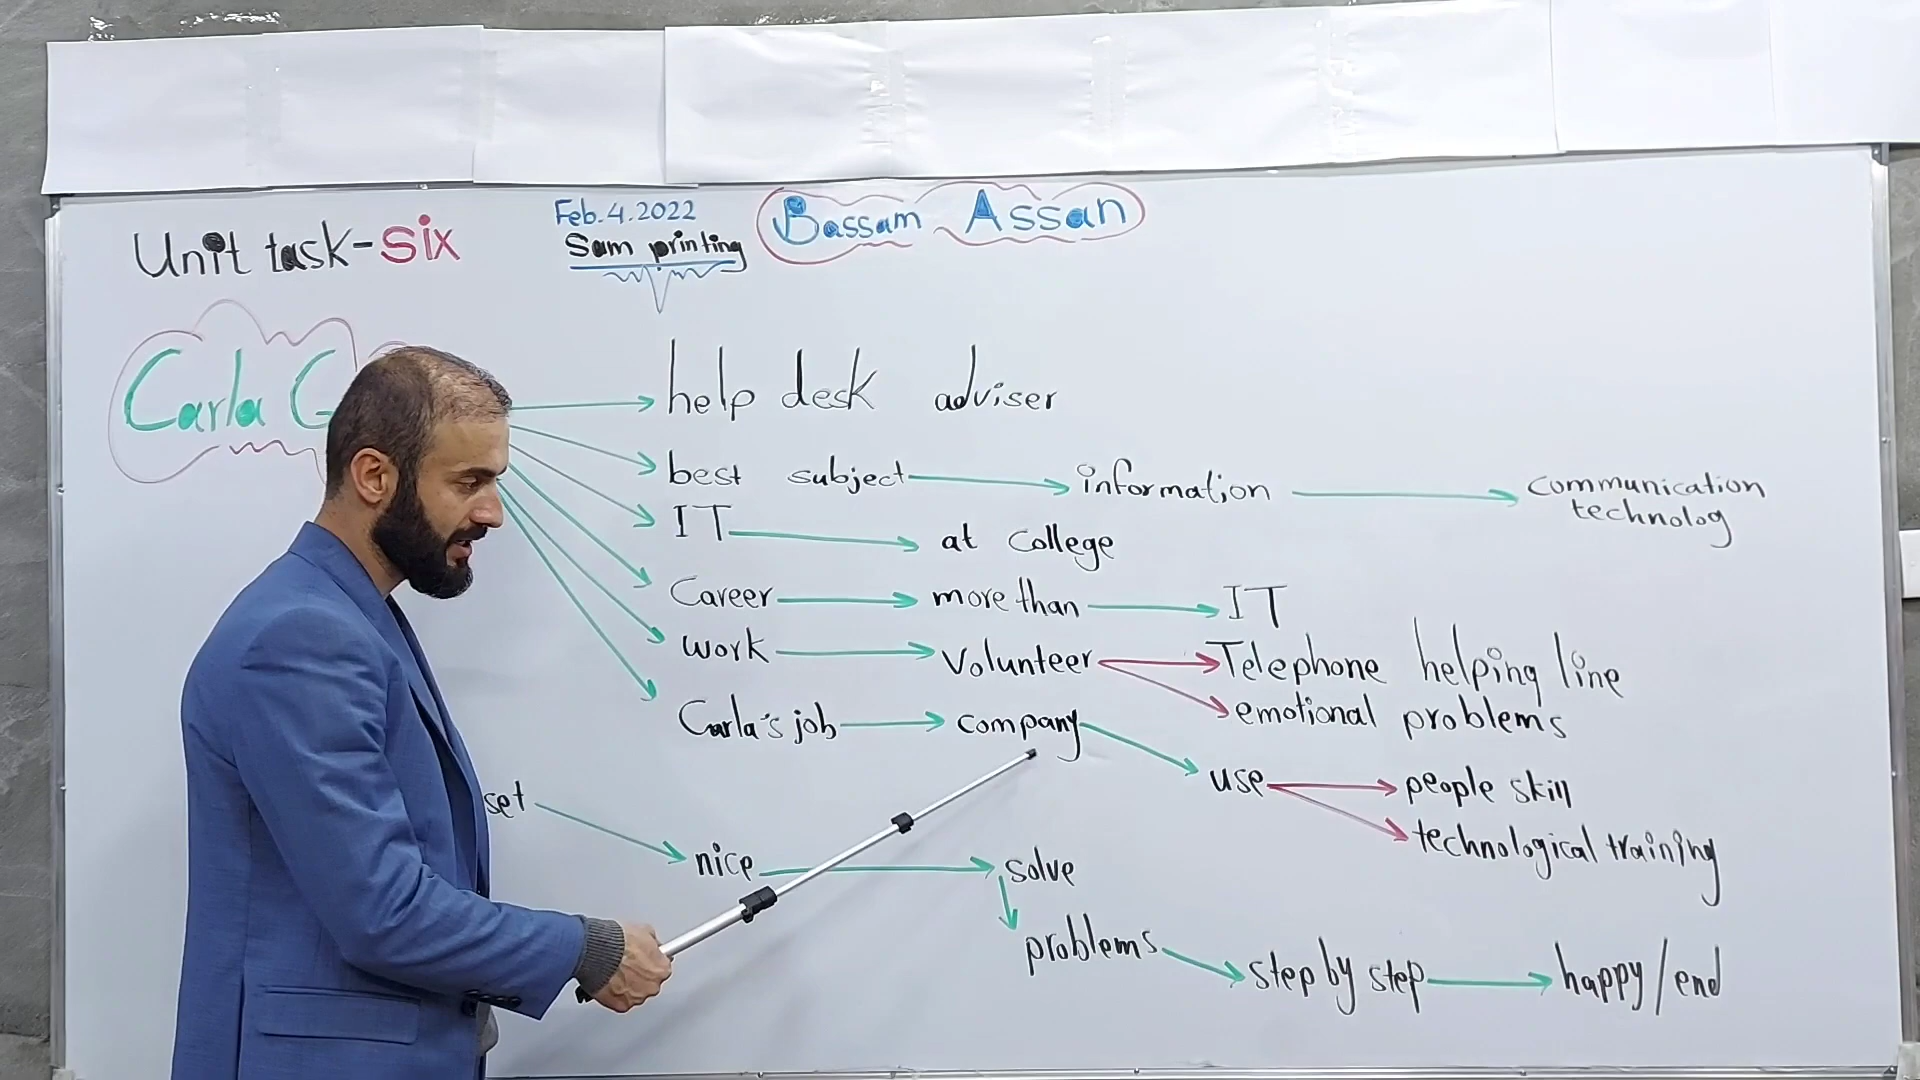 Unit task-Six
Feb.4.2022
Sam printing
Bassam Assan
Carla G
help desk adviser
best subject → information → communication technolog
IT → at College
Career → more than → IT
work → Volunteer → Telephone helping line
emotional problems
Carla's job → company → use → people skill
technological training
set → nice → solve
problems → step by step → happy/end